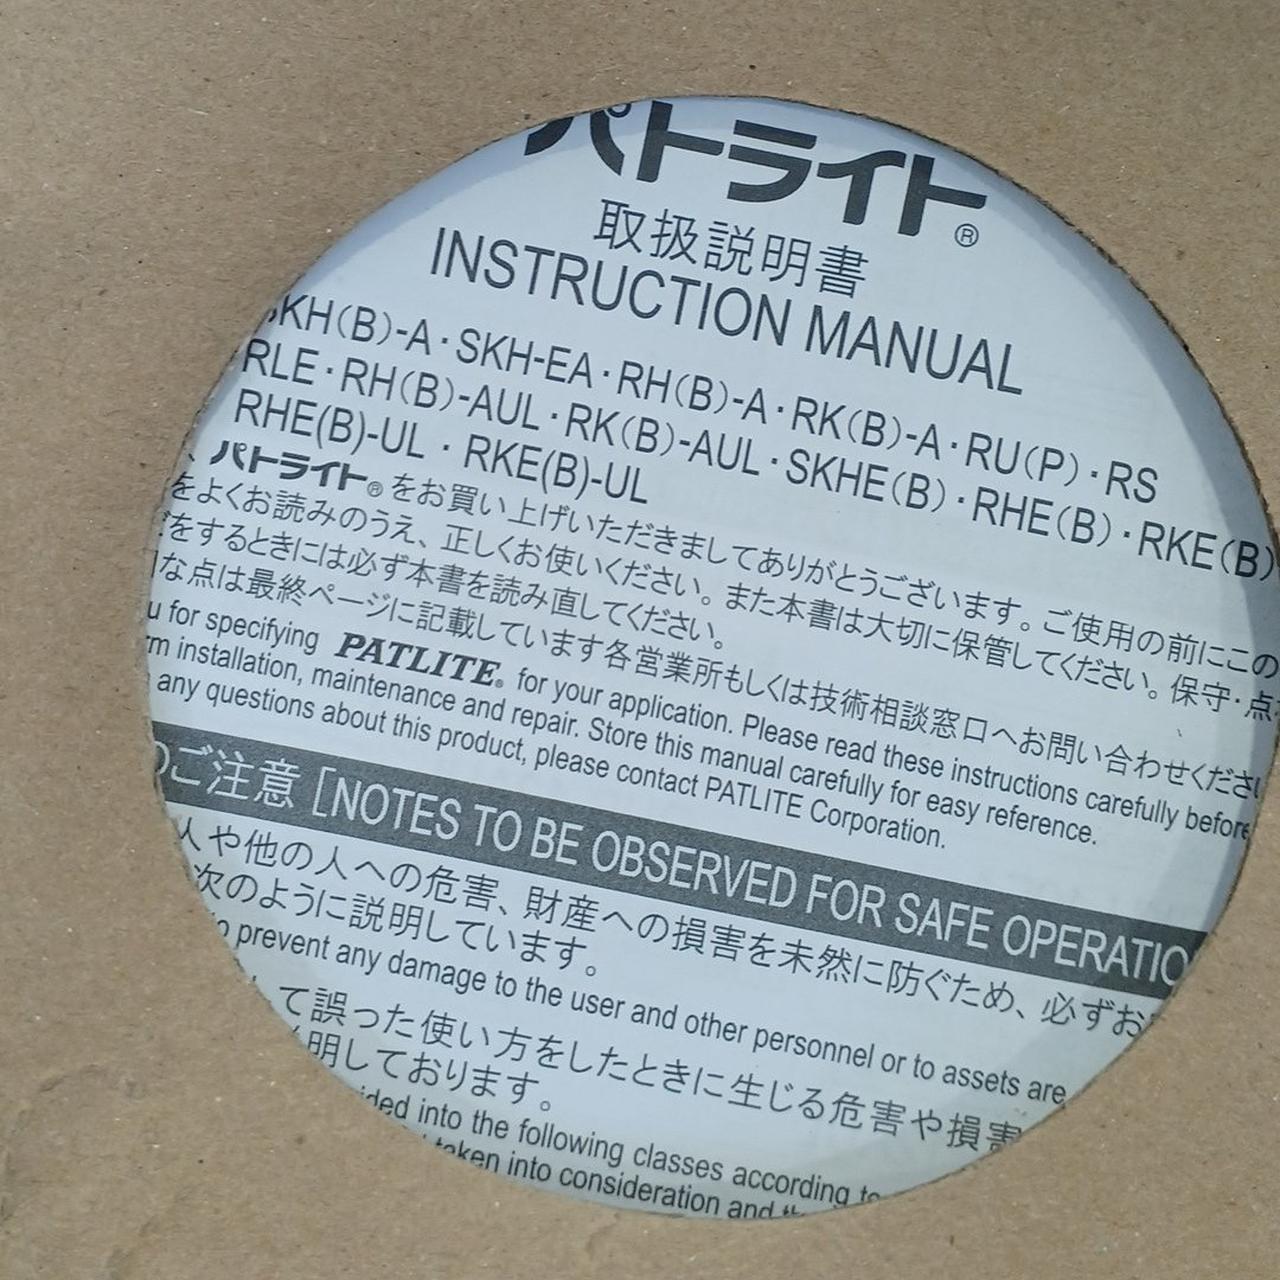 パトライト®
取扱説明書
INSTRUCTION MANUAL
SKH(B)-A･SKH-EA･RH(B)-A･RK(B)-A･RU(P)･RS
RLE･RH(B)-AUL･RK(B)-AUL･SKHE(B)･RHE(B)･RKE(B)
RHE(B)-UL ･ RKE(B)-UL
パトライト®をお買い上げいただきましてありがとうございます。ご使用の前にこの
をよくお読みのうえ、正しくお使いください。また本書は大切に保管してください。保守・点
をするときには必ず本書を読み直してください。
な点は最終ページに記載しています各営業所もしくは技術相談窓口へお問い合わせくださ
for specifying PATLITE® for your application. Please read these instructions carefully before
installation, maintenance and repair. Store this manual carefully for easy reference.
any questions about this product, please contact PATLITE Corporation.
ご注意［NOTES TO BE OBSERVED FOR SAFE OPERATIO
人や他の人への危害、財産への損害を未然に防ぐため、必ずお
次のように説明しています。
prevent any damage to the user and other personnel or to assets are
て誤った使い方をしたときに生じる危害や損害
明しております。
ided into the following classes according to
taken into consideration and